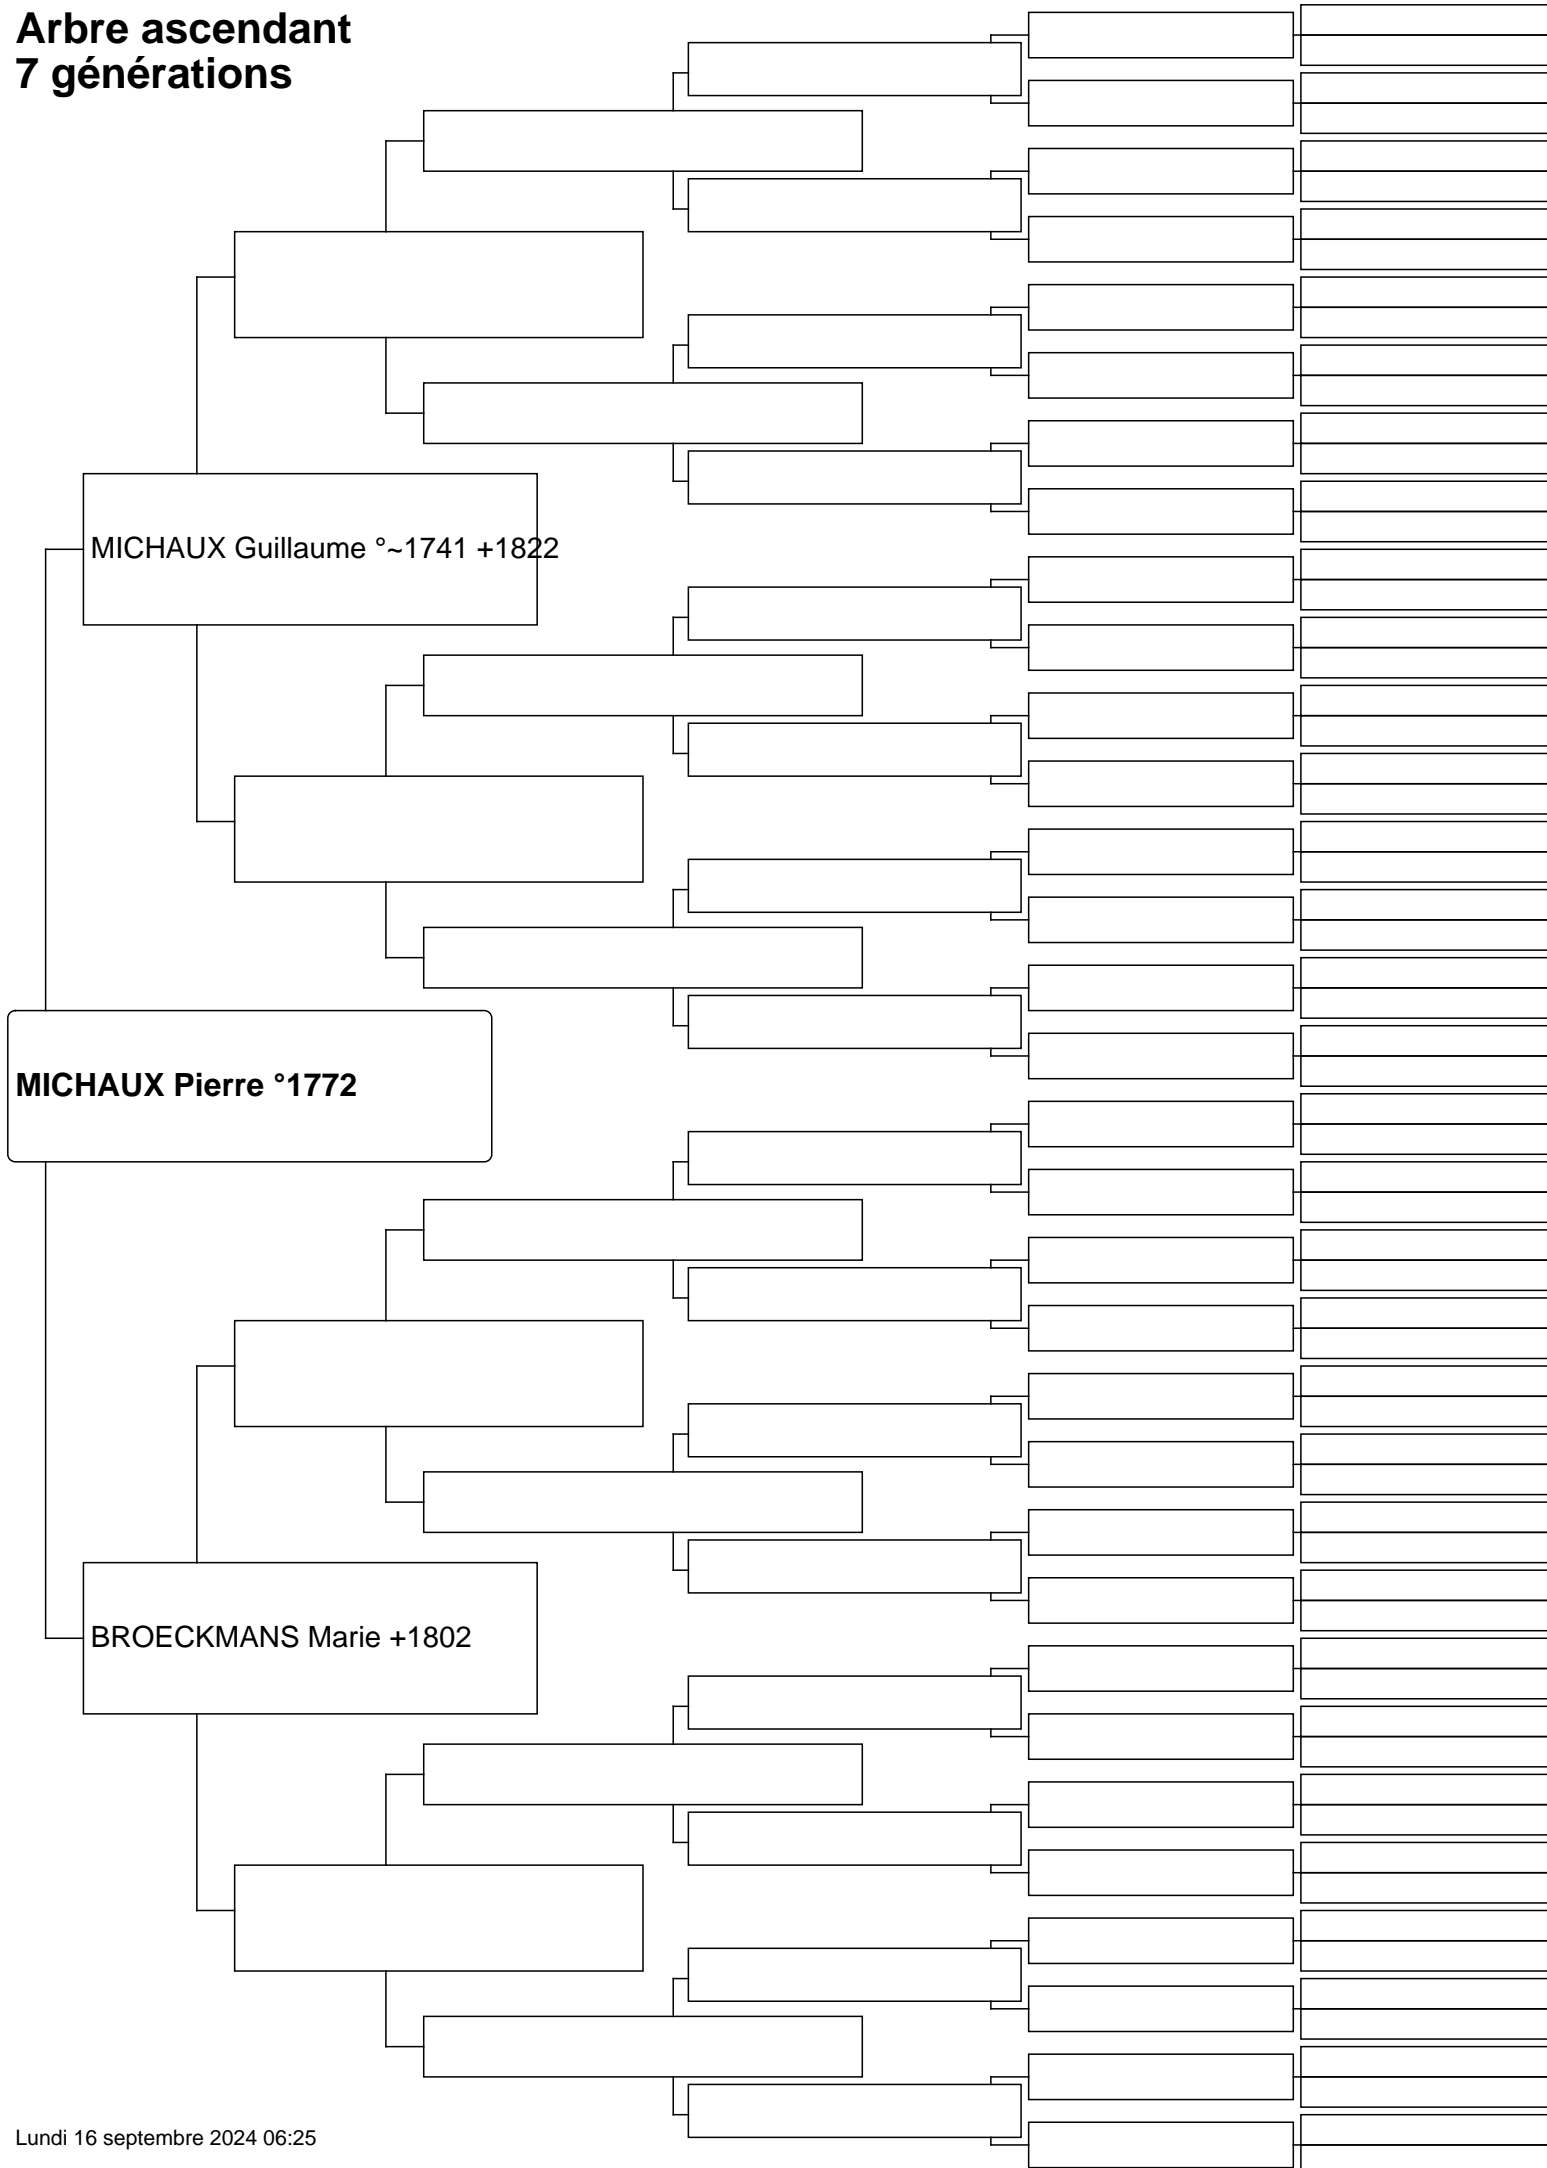 Arbre ascendant
7 générations
MICHAUX Guillaume °~1741 +1822
MICHAUX Pierre °1772
BROECKMANS Marie +1802
Lundi 16 septembre 2024 06:25